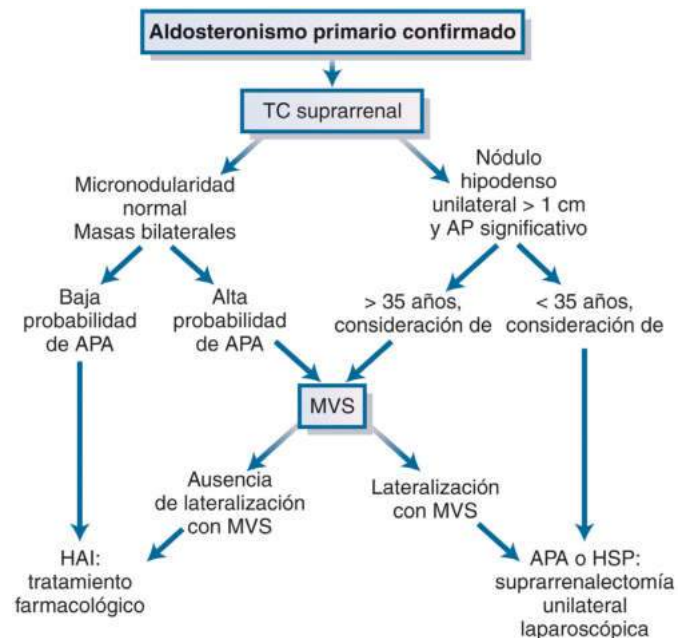 Aldosteronismo primario confirmado
TC suprarrenal
Micronodularidad
normal
Masas bilaterales
Nódulo
hipodenso
unilateral > 1 cm
y AP significativo
Baja
probabilidad
de APA
Alta
probabilidad
de APA
> 35 años,
consideración de
< 35 años,
consideración de
MVS
Ausencia
de lateralización
con MVS
Lateralización
con MVS
HAI:
tratamiento
farmacológico
APA o HSP:
suprarrenalectomía
unilateral
laparoscópica